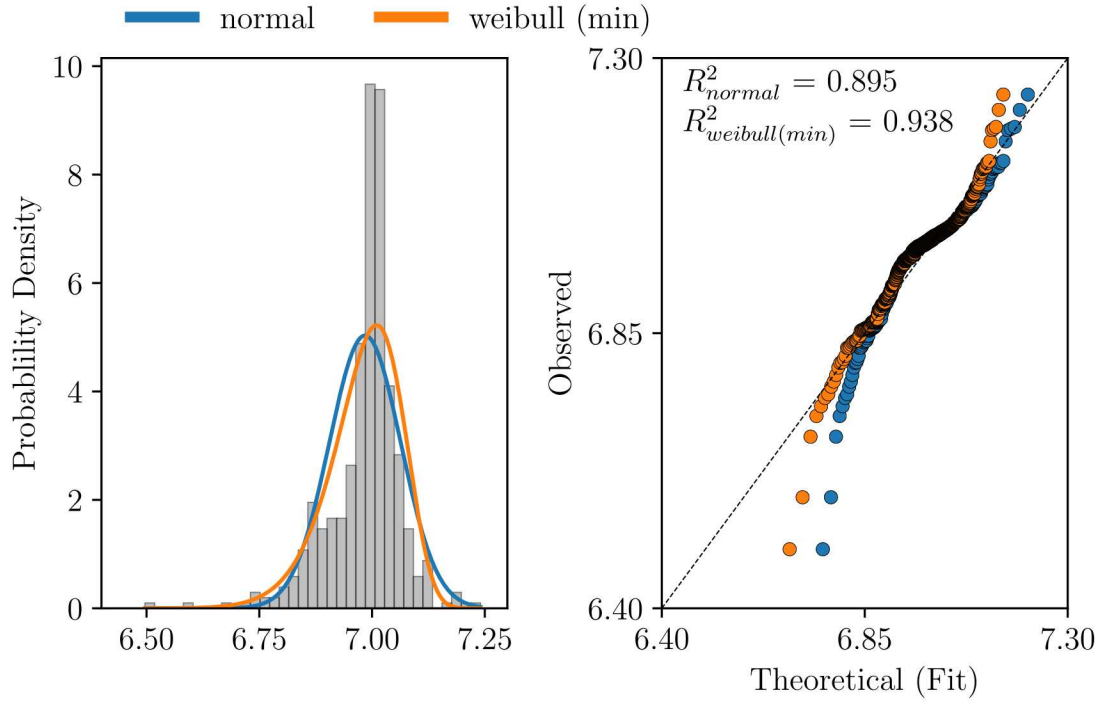 normal
weibull (min)
Probablility Density
10
8
6
4
2
0
6.50
6.75
7.00
7.25
Observed
7.30
6.85
6.40
R²normal = 0.895
R²weibull(min) = 0.938
6.40
6.85
7.30
Theoretical (Fit)